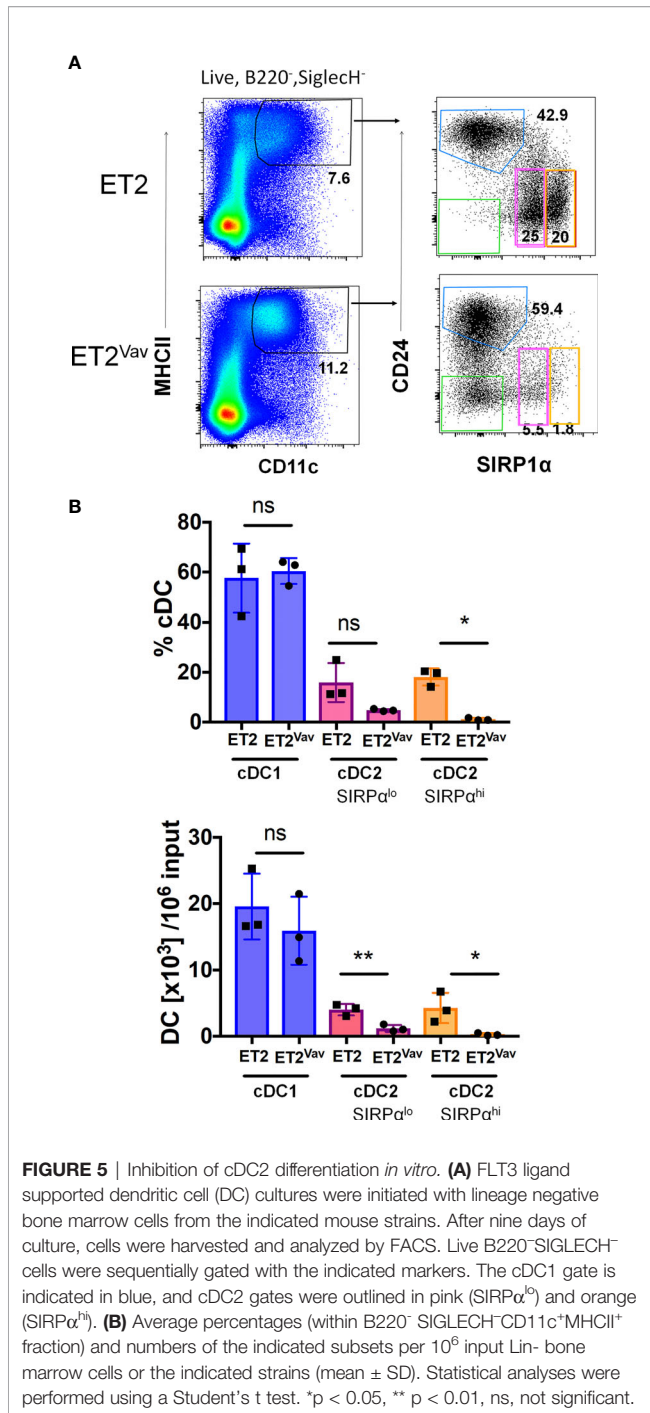 A
Live, B220⁻,SiglecH⁻
ET2
7.6
42.9
25 20
ET2ⱽᵃᵛ
11.2
59.4
5.5 1.8
MHCII
CD24
CD11c
SIRP1α
B
ns
ns
*
80
60
40
20
0
% cDC
ET2 ET2ⱽᵃᵛ ET2 ET2ⱽᵃᵛ ET2 ET2ⱽᵃᵛ
cDC1 cDC2 cDC2
SIRPαˡᵒ SIRPαʰⁱ
ns
**
*
30
20
10
0
DC [x10³] /10⁶ input
ET2 ET2ⱽᵃᵛ ET2 ET2ⱽᵃᵛ ET2 ET2ⱽᵃᵛ
cDC1 cDC2 cDC2
SIRPαˡᵒ SIRPαʰⁱ
FIGURE 5 | Inhibition of cDC2 differentiation in vitro. (A) FLT3 ligand
supported dendritic cell (DC) cultures were initiated with lineage negative
bone marrow cells from the indicated mouse strains. After nine days of
culture, cells were harvested and analyzed by FACS. Live B220⁻SIGLECH⁻
cells were sequentially gated with the indicated markers. The cDC1 gate is
indicated in blue, and cDC2 gates were outlined in pink (SIRPαˡᵒ) and orange
(SIRPαʰⁱ). (B) Average percentages (within B220⁻ SIGLECH⁻CD11c⁺MHCII⁺
fraction) and numbers of the indicated subsets per 10⁶ input Lin- bone
marrow cells or the indicated strains (mean ± SD). Statistical analyses were
performed using a Student's t test. *p < 0.05, ** p < 0.01, ns, not significant.